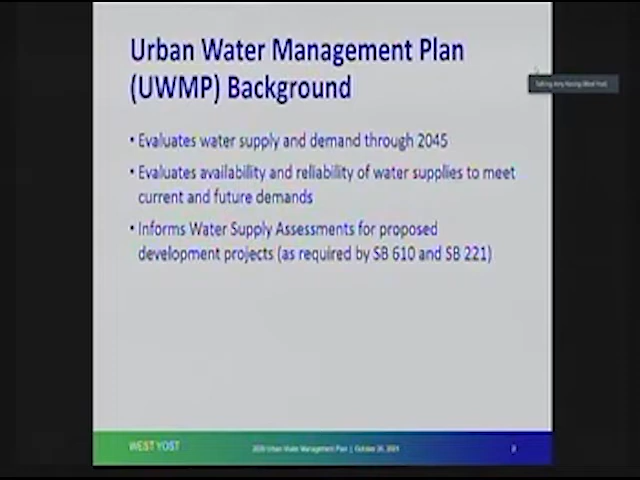 Urban Water Management Plan
(UWMP) Background
• Evaluates water supply and demand through 2045
• Evaluates availability and reliability of water supplies to meet
current and future demands
• Informs Water Supply Assessments for proposed
development projects (as required by SB 610 and SB 221)
WEST YOST
Urban Water Management Plan | October